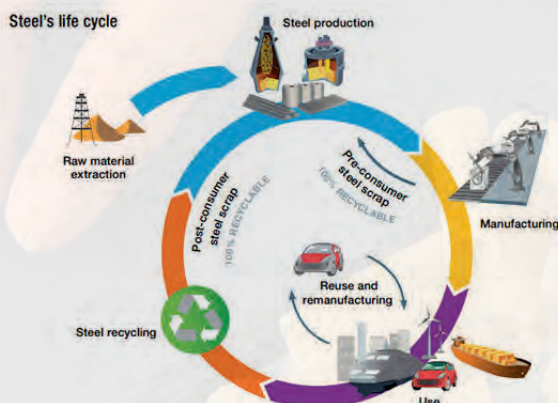 Steel's life cycle
Steel production
Raw material
extraction
Pre-consumer
steel scrap
100% RECYCLABLE
Post-consumer
steel scrap
100% RECYCLABLE
Manufacturing
Reuse and
remanufacturing
Steel recycling
Use